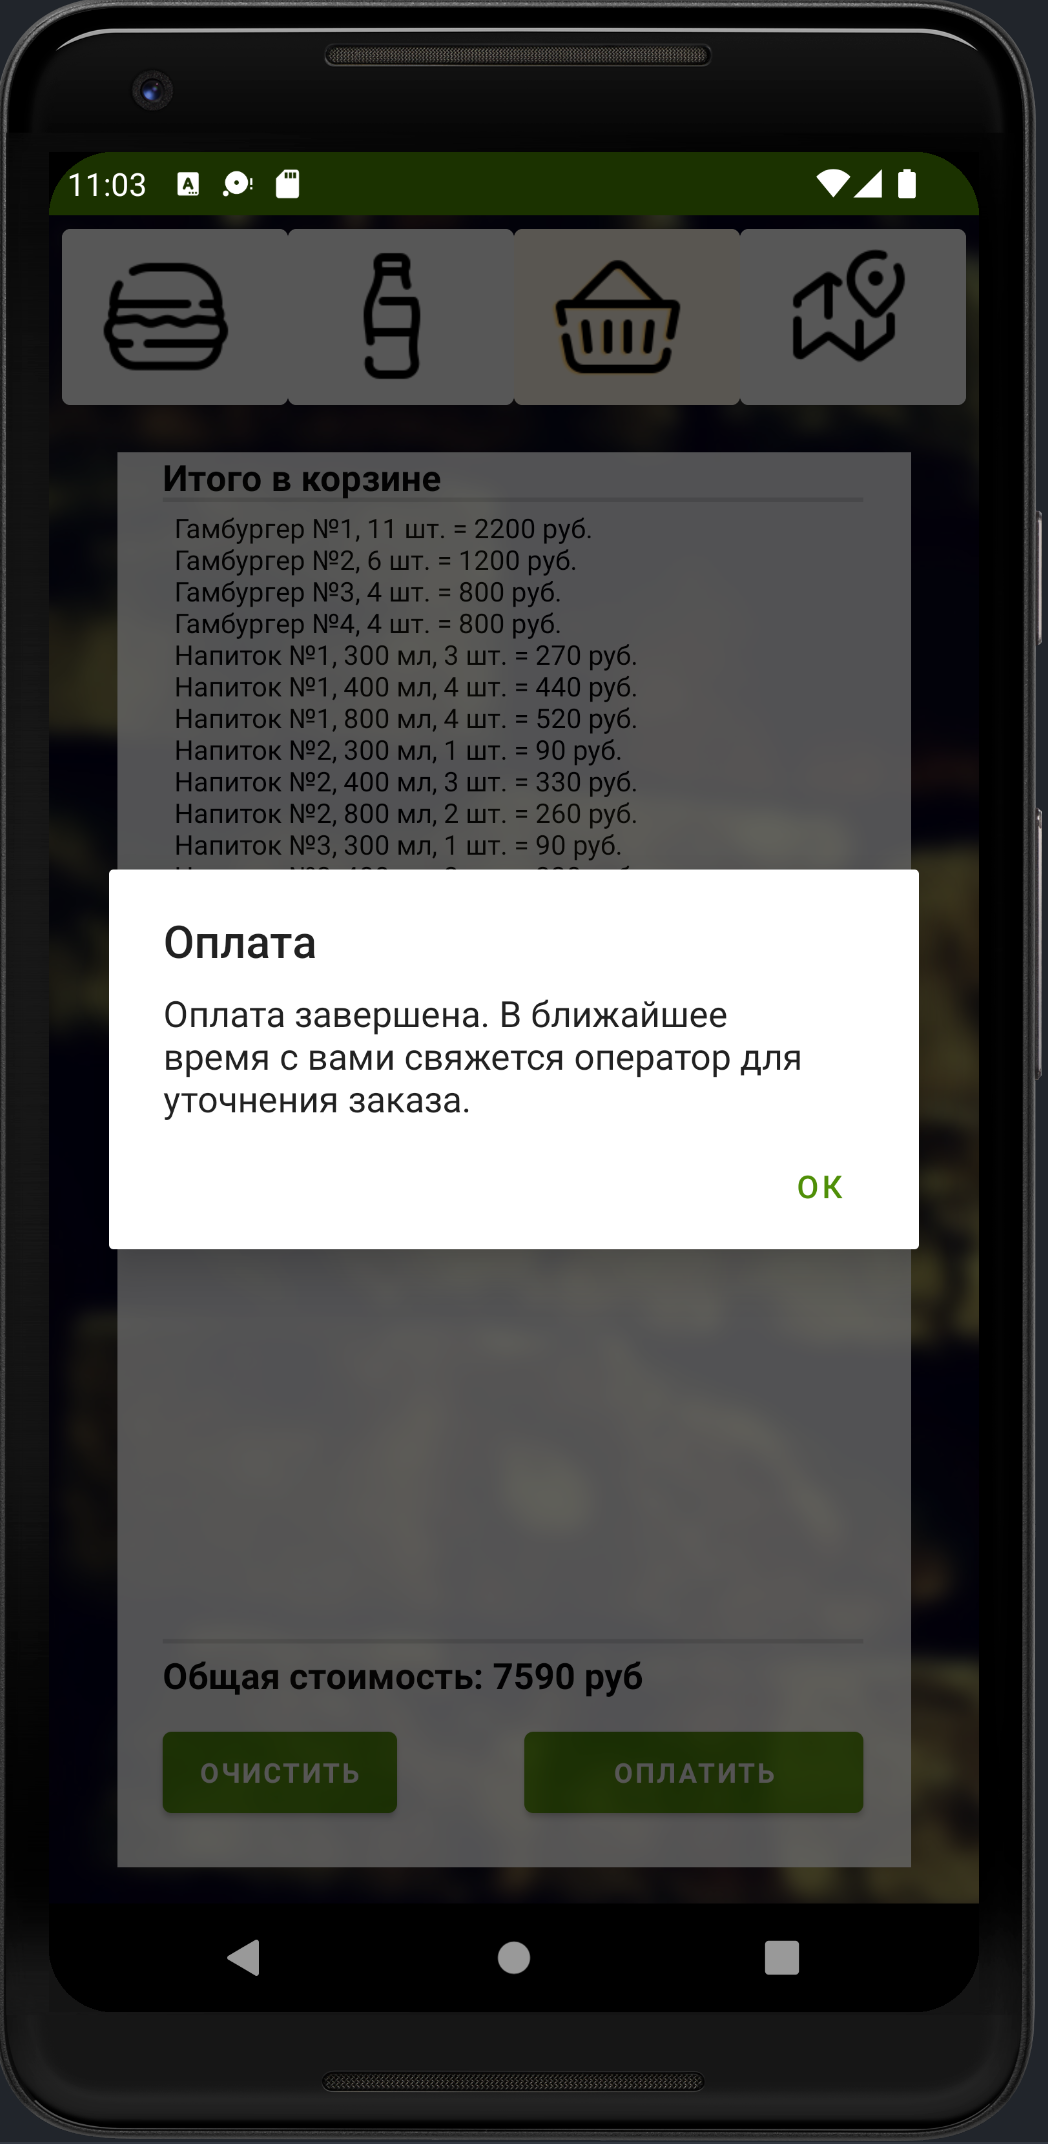 11:03
Итого в корзине
Гамбургер №1, 11 шт. = 2200 руб.
Гамбургер №2, 6 шт. = 1200 руб.
Гамбургер №3, 4 шт. = 800 руб.
Гамбургер №4, 4 шт. = 800 руб.
Напиток №1, 300 мл, 3 шт. = 270 руб.
Напиток №1, 400 мл, 4 шт. = 440 руб.
Напиток №1, 800 мл, 4 шт. = 520 руб.
Напиток №2, 300 мл, 1 шт. = 90 руб.
Напиток №2, 400 мл, 3 шт. = 330 руб.
Напиток №2, 800 мл, 2 шт. = 260 руб.
Напиток №3, 300 мл, 1 шт. = 90 руб.
Оплата
Оплата завершена. В ближайшее
время с вами свяжется оператор для
уточнения заказа.
ОК
Общая стоимость: 7590 руб
ОЧИСТИТЬ
ОПЛАТИТЬ